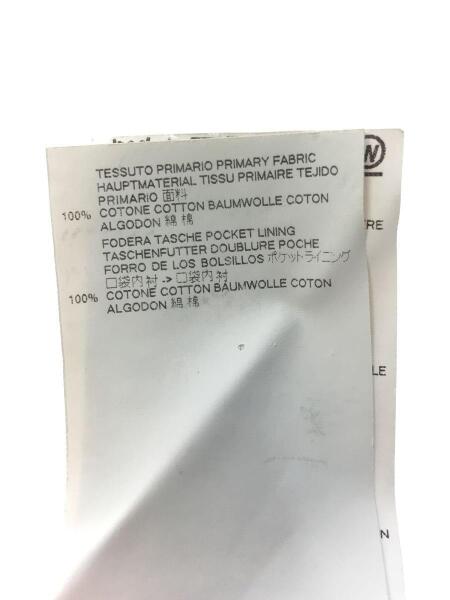 TESSUTO PRIMARIO PRIMARY FABRIC
HAUPTMATERIAL TISSU PRIMAIRE TEJIDO
PRIMARIO 面料
100% COTONE COTTON BAUMWOLLE COTON
ALGODON 綿 棉
FODERA TASCHE POCKET LINING
TASCHENFUTTER DOUBLURE POCHE
FORRO DE LOS BOLSILLOS ポケットライニング
口袋内衬 -> 口袋内衬
100% COTONE COTTON BAUMWOLLE COTON
ALGODON 綿 棉
W
RE
LE
N